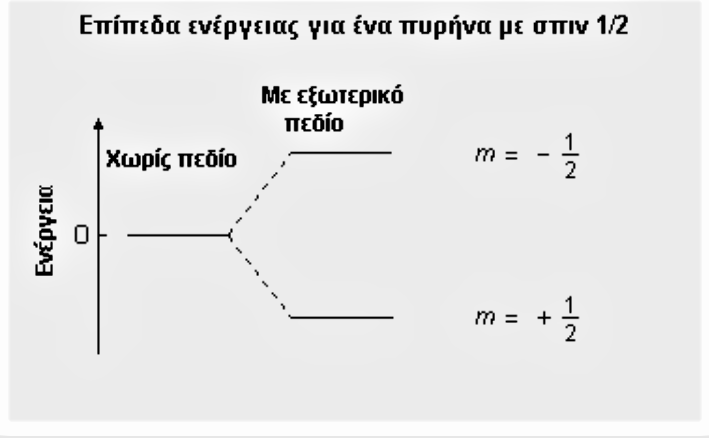 Επίπεδα ενέργειας για ένα πυρήνα με σπιν 1/2
Με εξωτερικό
πεδίο
Χωρίς πεδίο
m = - 1/2
Ενέργεια
0
m = + 1/2